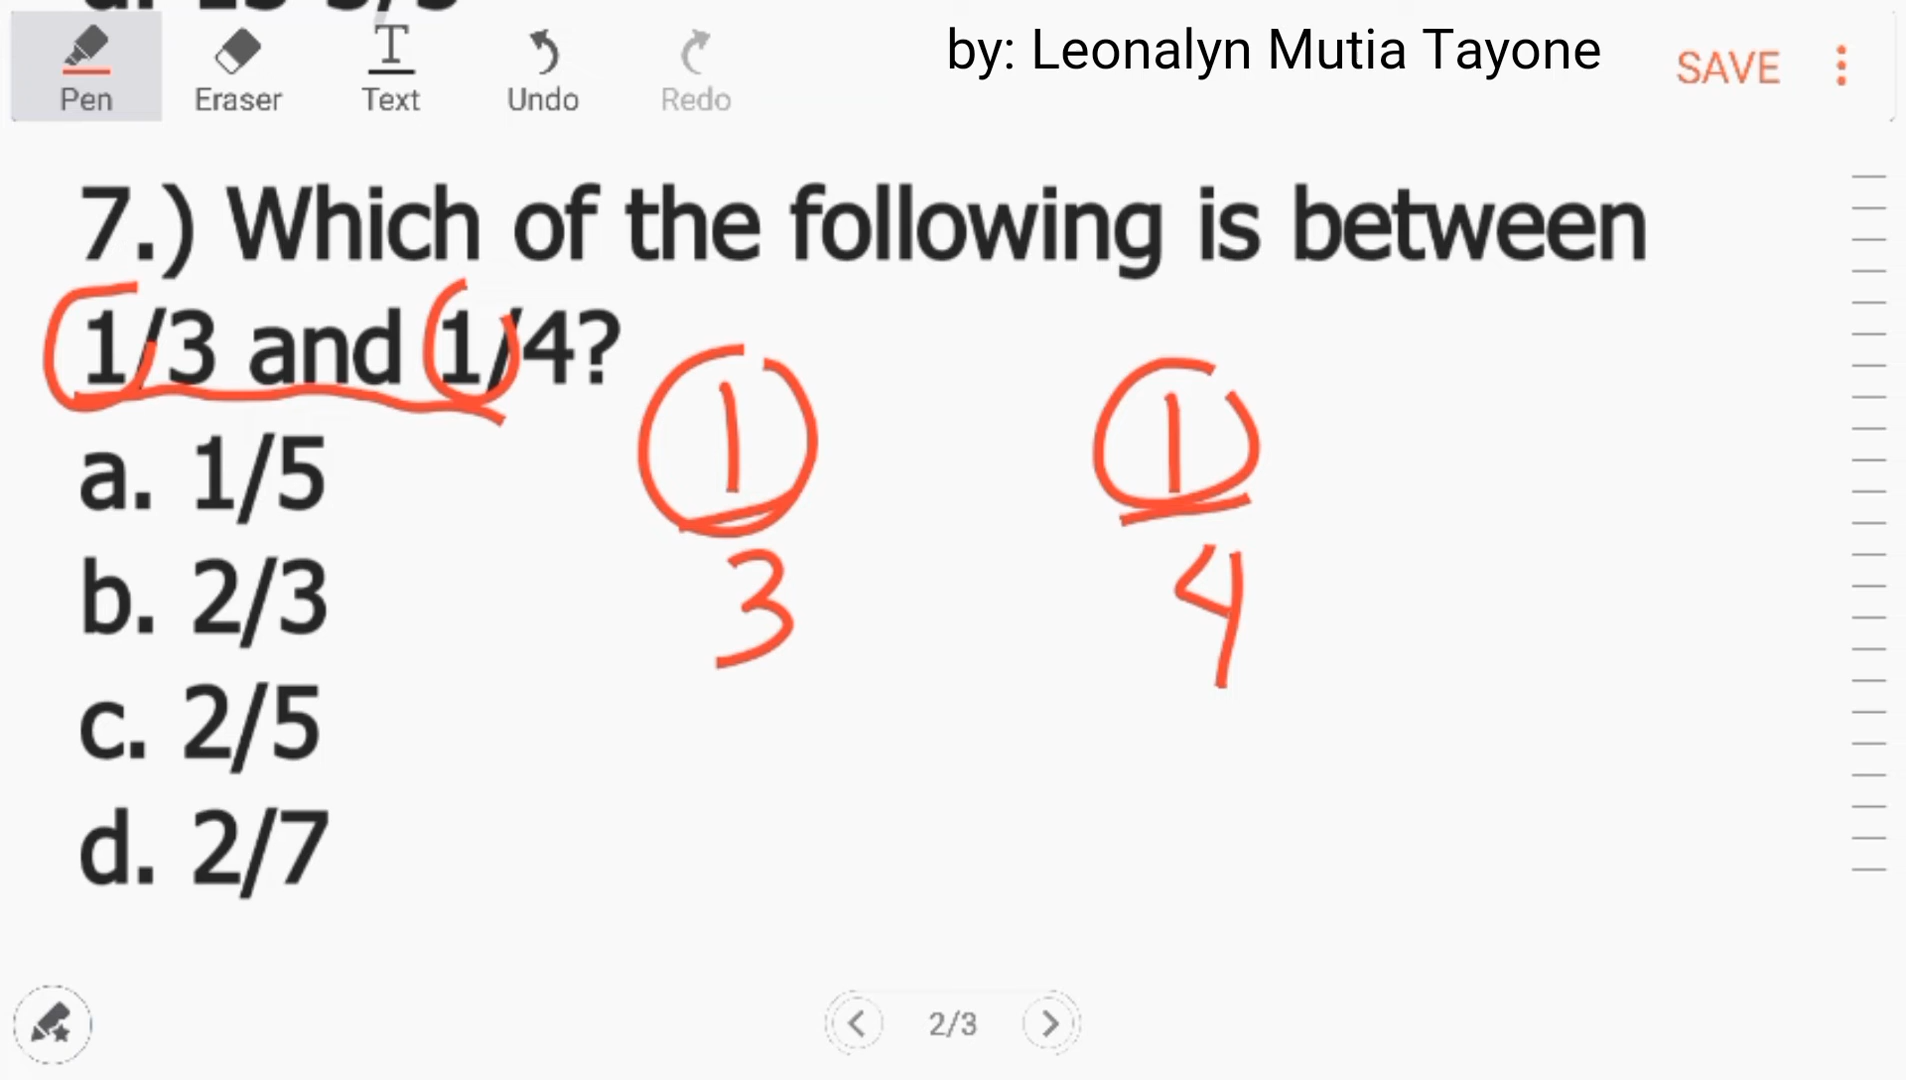 by: Leonalyn Mutia Tayone
Pen
Eraser
Text
Undo
Redo
SAVE
7.) Which of the following is between
1/3 and 1/4?
a. 1/5
b. 2/3
c. 2/5
d. 2/7
1
3
1
4
2/3